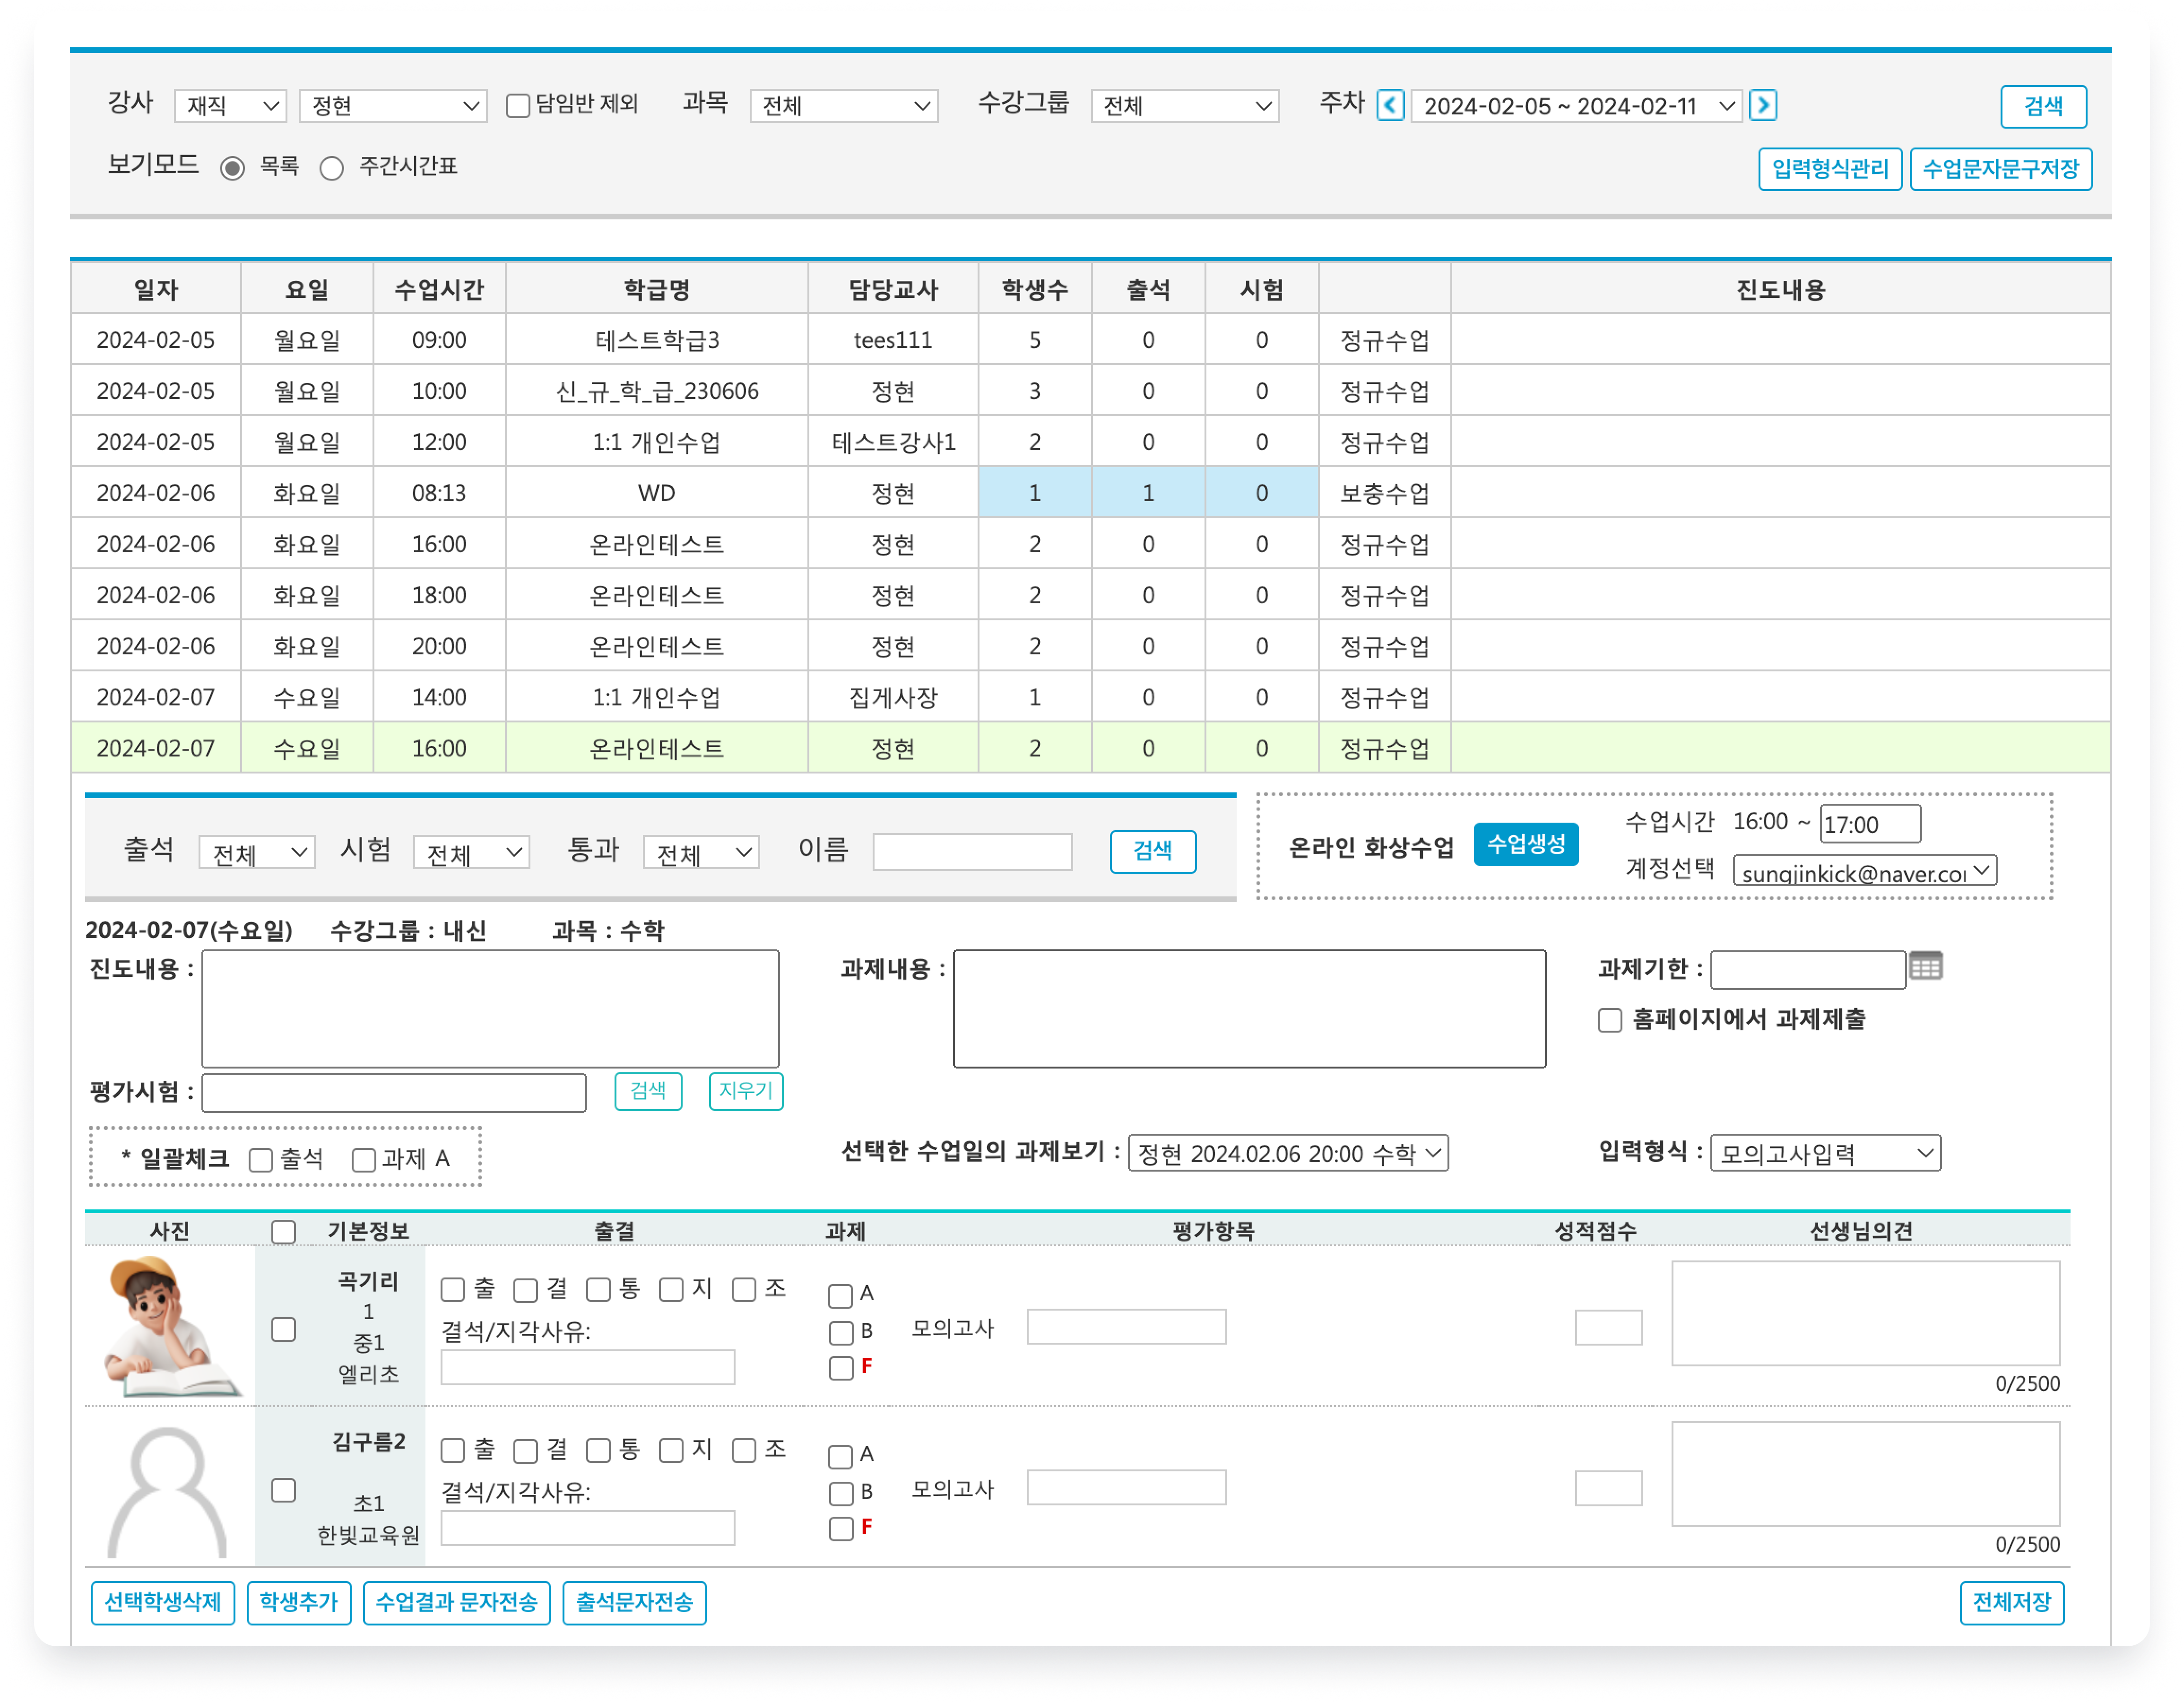 강사 재직 정현 담임반 제외 과목 전체 수강그룹 전체 주차 2024-02-05 ~ 2024-02-11 검색
보기모드 목록 주간시간표 입력형식관리 수업문자문구저장
일자 요일 수업시간 학급명 담당교사 학생수 출석 시험 진도내용
2024-02-05 월요일 09:00 테스트학급3 tees111 5 0 0 정규수업
2024-02-05 월요일 10:00 신_규_학_급_230606 정현 3 0 0 정규수업
2024-02-05 월요일 12:00 1:1 개인수업 테스트강사1 2 0 0 정규수업
2024-02-06 화요일 08:13 WD 정현 1 1 0 보충수업
2024-02-06 화요일 16:00 온라인테스트 정현 2 0 0 정규수업
2024-02-06 화요일 18:00 온라인테스트 정현 2 0 0 정규수업
2024-02-06 화요일 20:00 온라인테스트 정현 2 0 0 정규수업
2024-02-07 수요일 14:00 1:1 개인수업 집게사장 1 0 0 정규수업
2024-02-07 수요일 16:00 온라인테스트 정현 2 0 0 정규수업
출석 전체 시험 전체 통과 전체 이름 검색
온라인 화상수업 수업생성
수업시간 16:00 ~ 17:00
계정선택 sungjinkick@naver.co
2024-02-07(수요일) 수강그룹 : 내신 과목 : 수학
진도내용 : 과제내용 : 과제기한 :
홈페이지에서 과제제출
평가시험 : 검색 지우기
* 일괄체크 출석 과제 A 선택한 수업일의 과제보기 : 정현 2024.02.06 20:00 수학 입력형식 : 모의고사입력
사진 기본정보 출결 과제 평가항목 성적점수 선생님의견
곡기리
1
중1
엘리초
출 결 통 지 조
결석/지각사유:
A
B
F
모의고사
0/2500
김구름2
초1
한빛교육원
출 결 통 지 조
결석/지각사유:
A
B
F
모의고사
0/2500
선택학생삭제 학생추가 수업결과 문자전송 출석문자전송 전체저장